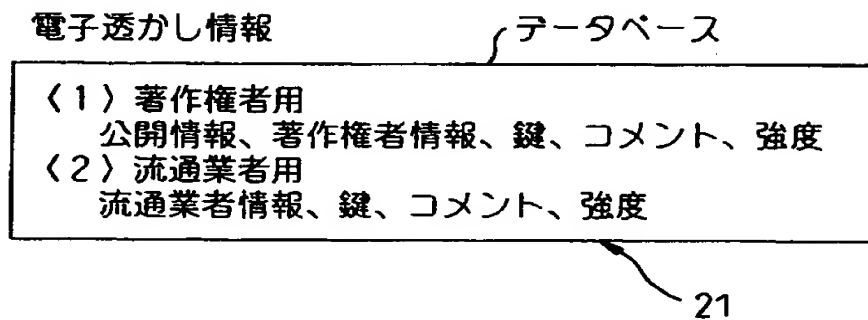 電子透かし情報
データベース
〈1〉著作権者用
公開情報、著作権者情報、鍵、コメント、強度
〈2〉流通業者用
流通業者情報、鍵、コメント、強度
21